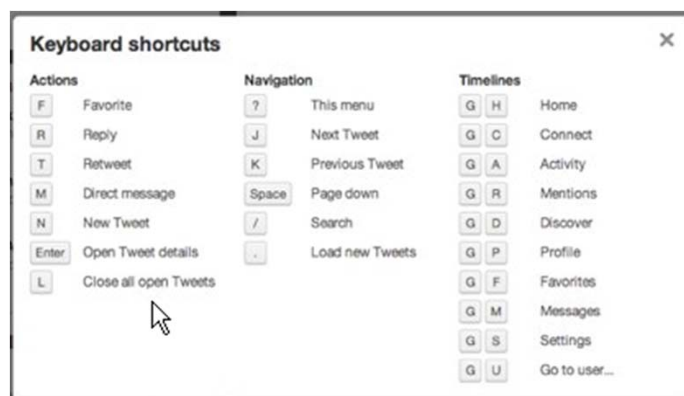 Keyboard shortcuts
Actions
F Favorite
R Reply
T Retweet
M Direct message
N New Tweet
Enter Open Tweet details
L Close all open Tweets
Navigation
? This menu
J Next Tweet
K Previous Tweet
Space Page down
/ Search
. Load new Tweets
Timelines
G H Home
G C Connect
G A Activity
G R Mentions
G D Discover
G P Profile
G F Favorites
G M Messages
G S Settings
G U Go to user...